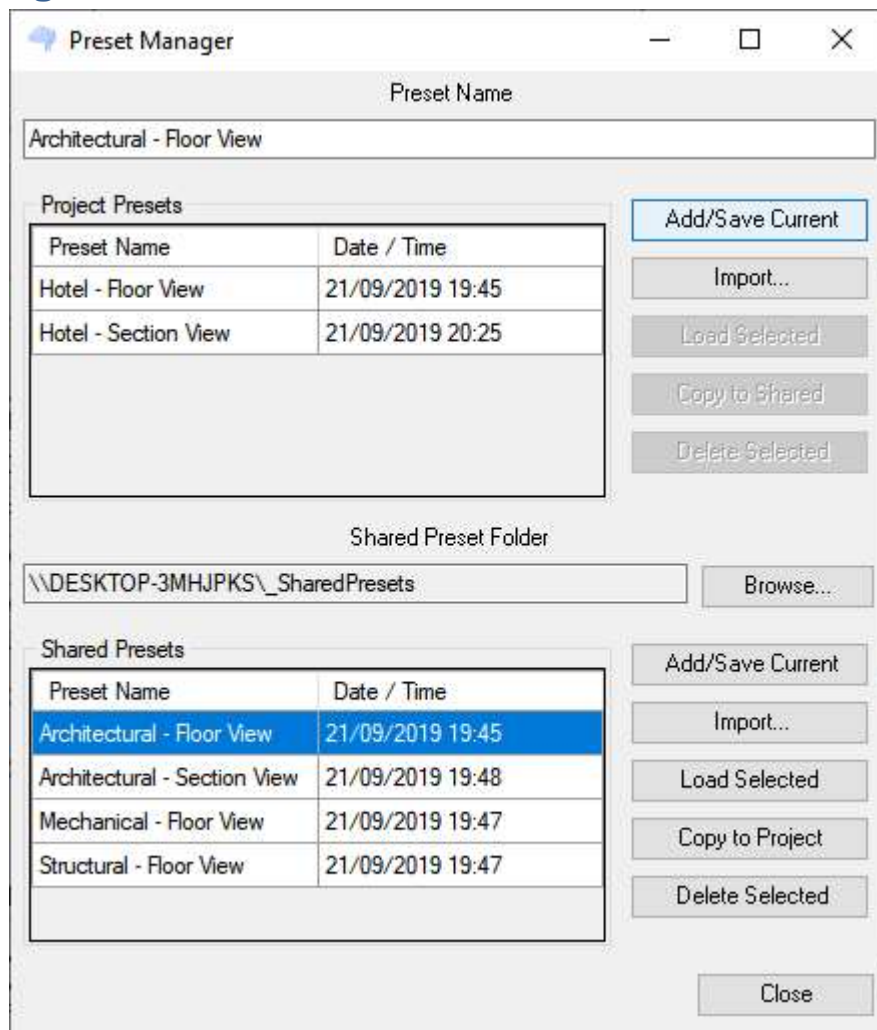 Preset Manager
Preset Name
Architectural - Floor View
Project Presets
Add/Save Current
Preset Name Date / Time
Import...
Hotel - Floor View 21/09/2019 19:45
Hotel - Section View 21/09/2019 20:25
Load Selected
Copy to Shared
Delete Selected
Shared Preset Folder
\\DESKTOP-3MHJPKS\_SharedPresets Browse...
Shared Presets
Add/Save Current
Preset Name Date / Time
Architectural - Floor View 21/09/2019 19:45
Import...
Architectural - Section View 21/09/2019 19:48
Load Selected
Mechanical - Floor View 21/09/2019 19:47
Copy to Project
Structural - Floor View 21/09/2019 19:47
Delete Selected
Close